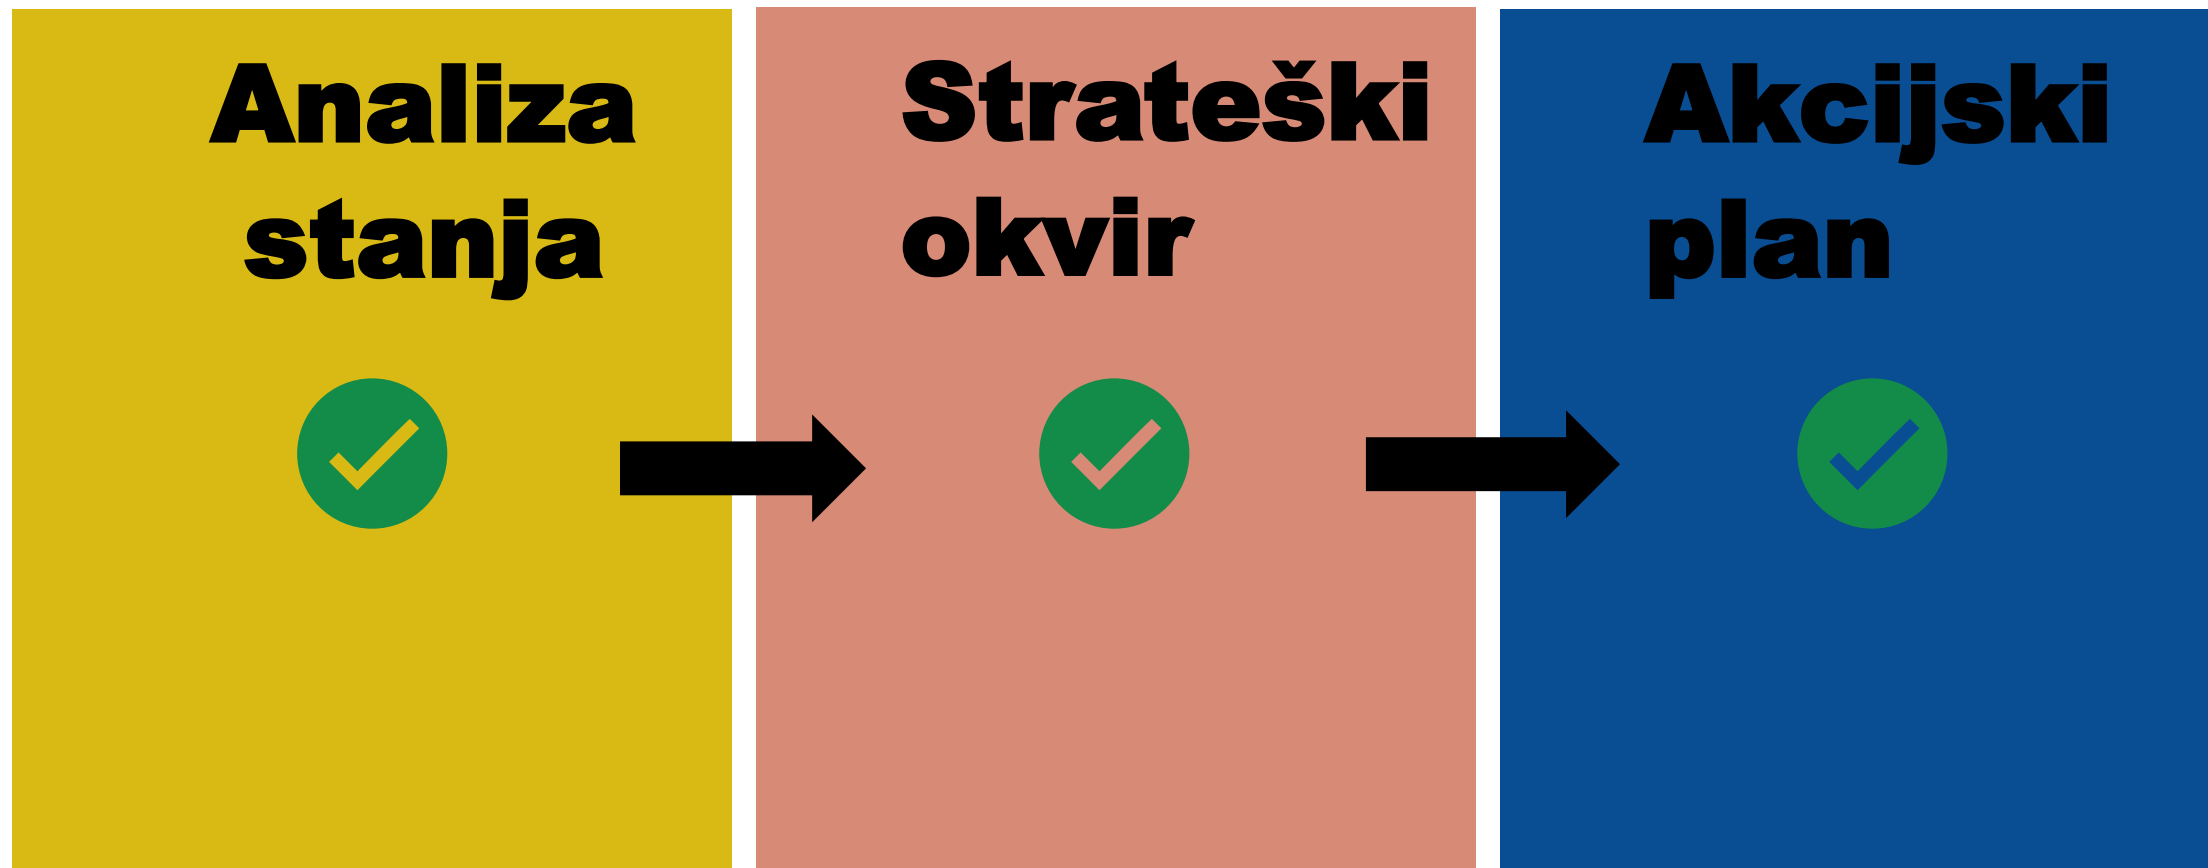 Analiza
stanja
Strateški
okvir
Akcijski
plan